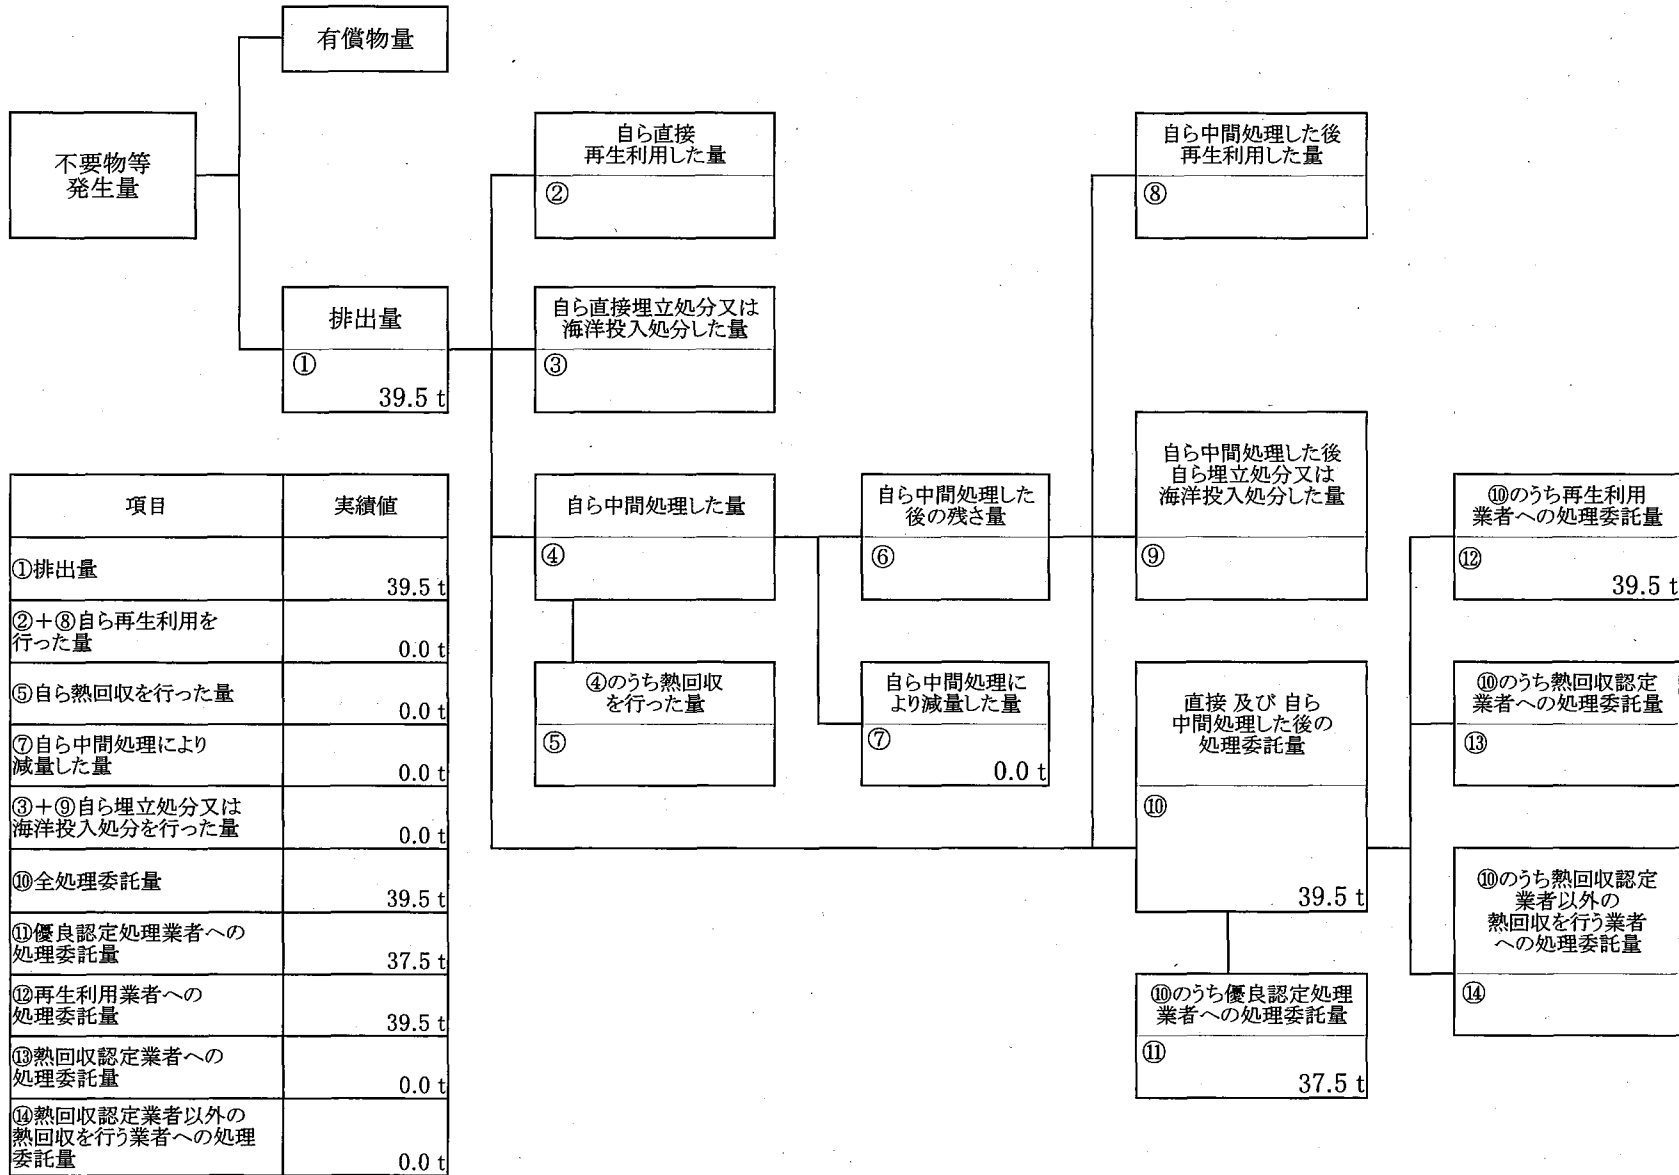 有償物量
不要物等
発生量
自ら直接
再生利用した量
②
自ら中間処理した後
再生利用した量
⑧
排出量
①
39.5 t
自ら直接埋立処分又は
海洋投入処分した量
③
自ら中間処理した量
④
自ら中間処理した
後の残さ量
⑥
自ら中間処理した後
自ら埋立処分又は
海洋投入処分した量
⑨
⑩のうち再生利用
業者への処理委託量
⑫
39.5 t
④のうち熱回収
を行った量
⑤
自ら中間処理に
より減量した量
⑦
0.0 t
直接 及び 自ら
中間処理した後の
処理委託量
⑩
39.5 t
⑩のうち熱回収認定
業者への処理委託量
⑬
⑩のうち熱回収認定
業者以外の
熱回収を行う業者
への処理委託量
⑭
⑩のうち優良認定処理
業者への処理委託量
⑪
37.5 t
項目 実績値
①排出量
39.5 t
②+⑧自ら再生利用を
行った量
0.0 t
⑤自ら熱回収を行った量
0.0 t
⑦自ら中間処理により
減量した量
0.0 t
③+⑨自ら埋立処分又は
海洋投入処分を行った量
0.0 t
⑩全処理委託量
39.5 t
⑪優良認定処理業者への
処理委託量
37.5 t
⑫再生利用業者への
処理委託量
39.5 t
⑬熱回収認定業者への
処理委託量
0.0 t
⑭熱回収認定業者以外の
熱回収を行う業者への処理
委託量
0.0 t